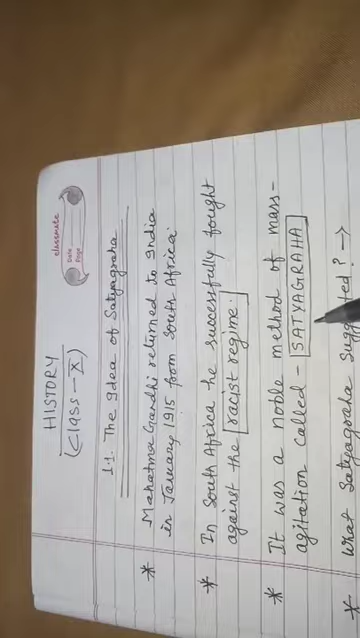 classmate
Date
Page
HISTORY
(Class - X)
1.1. The Idea of Satyagraha
* Mahatma Gandhi returned to India
in January 1915 from South Africa.
* In South Africa he successfully fought
against the racist regime.
* It was a noble method of mass-
agitation called - SATYAGRAHA
* What Satyagraha ? →